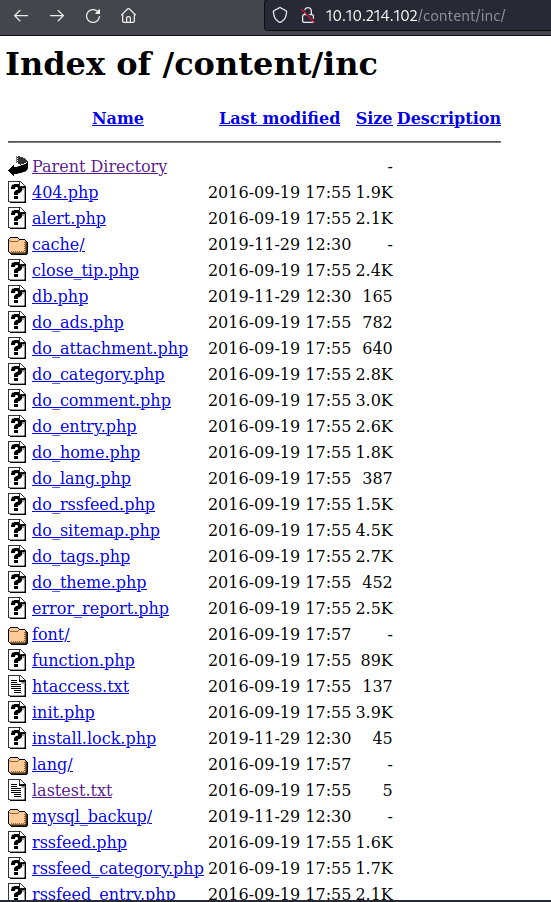 10.10.214.102/content/inc/
Index of /content/inc
Name Last modified Size Description
Parent Directory -
404.php 2016-09-19 17:55 1.9K
alert.php 2016-09-19 17:55 2.1K
cache/ 2019-11-29 12:30 -
close_tip.php 2016-09-19 17:55 2.4K
db.php 2019-11-29 12:30 165
do_ads.php 2016-09-19 17:55 782
do_attachment.php 2016-09-19 17:55 640
do_category.php 2016-09-19 17:55 2.8K
do_comment.php 2016-09-19 17:55 3.0K
do_entry.php 2016-09-19 17:55 2.6K
do_home.php 2016-09-19 17:55 1.8K
do_lang.php 2016-09-19 17:55 387
do_rssfeed.php 2016-09-19 17:55 1.5K
do_sitemap.php 2016-09-19 17:55 4.5K
do_tags.php 2016-09-19 17:55 2.7K
do_theme.php 2016-09-19 17:55 452
error_report.php 2016-09-19 17:55 2.5K
font/ 2016-09-19 17:57 -
function.php 2016-09-19 17:55 89K
htaccess.txt 2016-09-19 17:55 137
init.php 2016-09-19 17:55 3.9K
install.lock.php 2019-11-29 12:30 45
lang/ 2016-09-19 17:57 -
lastest.txt 2016-09-19 17:55 5
mysql_backup/ 2019-11-29 12:30 -
rssfeed.php 2016-09-19 17:55 1.6K
rssfeed_category.php 2016-09-19 17:55 1.7K
rssfeed_entry.php 2016-09-19 17:55 2.1K